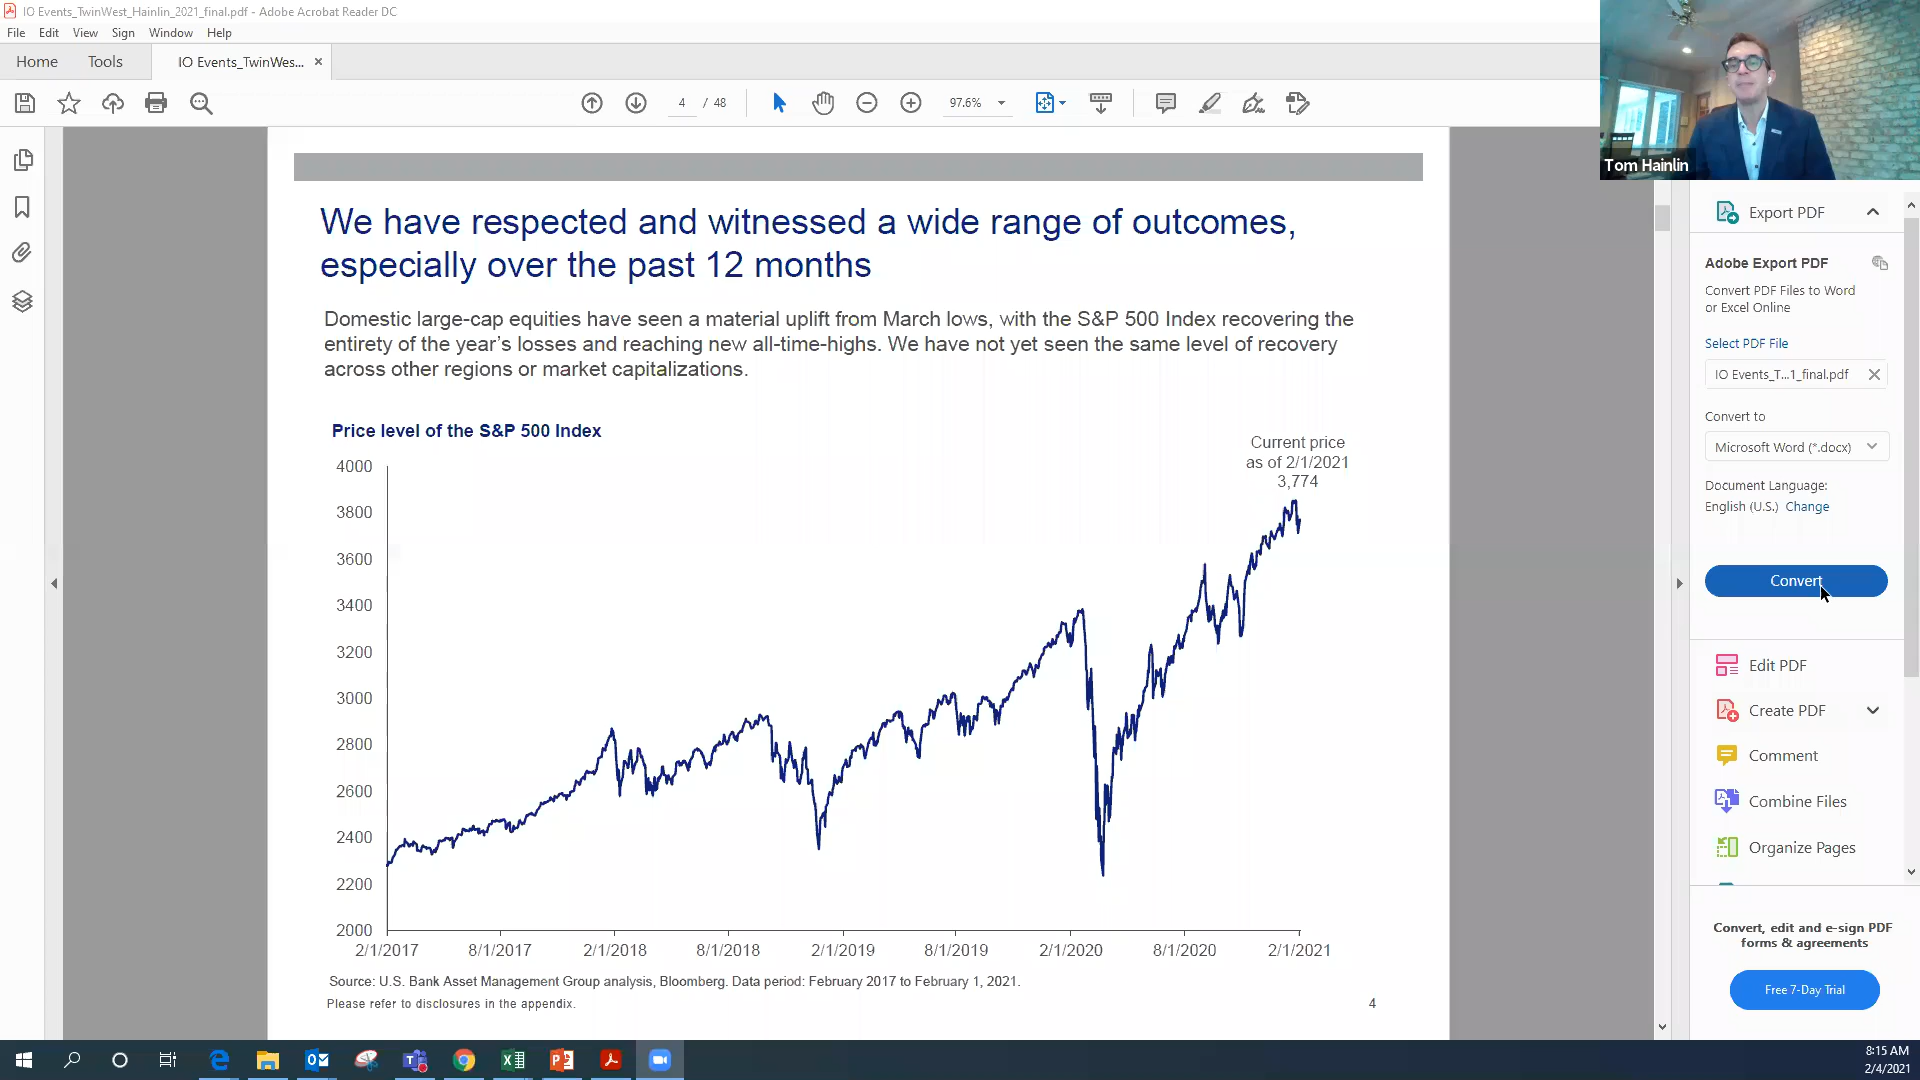 IO Events_TwinWest_Hainlin_2021_final.pdf - Adobe Acrobat Reader DC
File Edit View Sign Window Help
Home Tools IO Events_TwinWes... ×
4 / 48 97.6%
Tom Hainlin
We have respected and witnessed a wide range of outcomes,
especially over the past 12 months
Domestic large-cap equities have seen a material uplift from March lows, with the S&P 500 Index recovering the
entirety of the year's losses and reaching new all-time-highs. We have not yet seen the same level of recovery
across other regions or market capitalizations.
Price level of the S&P 500 Index
Current price
as of 2/1/2021
3,774
4000
3800
3600
3400
3200
3000
2800
2600
2400
2200
2000
2/1/2017 8/1/2017 2/1/2018 8/1/2018 2/1/2019 8/1/2019 2/1/2020 8/1/2020 2/1/2021
Source: U.S. Bank Asset Management Group analysis, Bloomberg. Data period: February 2017 to February 1, 2021.
Please refer to disclosures in the appendix.
4
Export PDF
Adobe Export PDF
Convert PDF Files to Word
or Excel Online
Select PDF File
IO Events_T...1_final.pdf
Convert to
Microsoft Word (*.docx)
Document Language:
English (U.S.) Change
Convert
Edit PDF
Create PDF
Comment
Combine Files
Organize Pages
Convert, edit and e-sign PDF
forms & agreements
Free 7-Day Trial
8:15 AM
2/4/2021